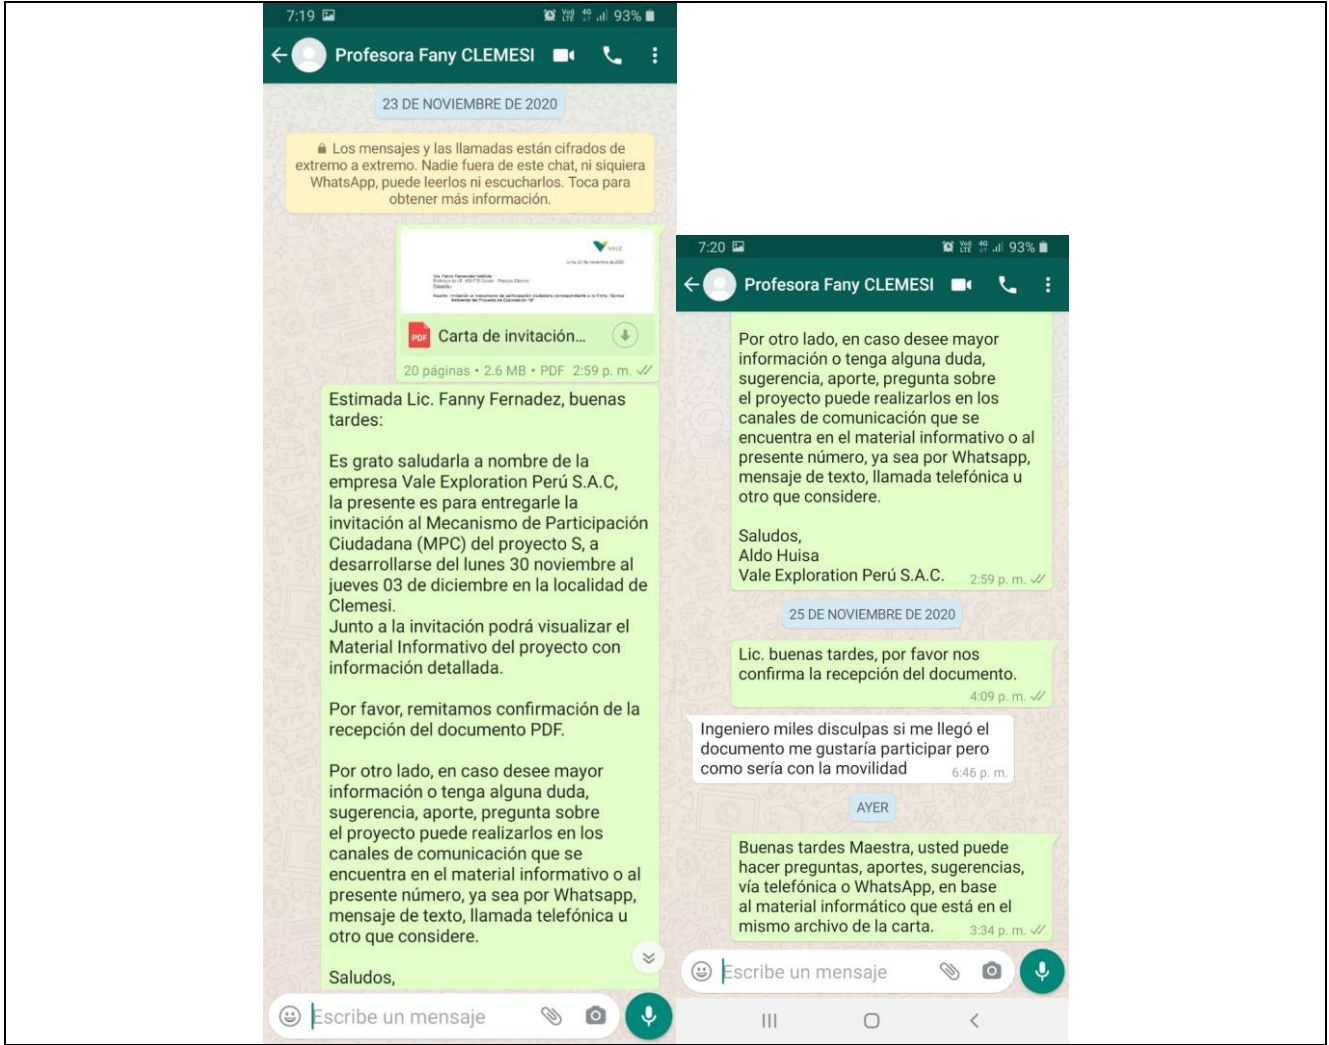 7:19
93%
Profesora Fany CLEMESI
23 DE NOVIEMBRE DE 2020
Los mensajes y las llamadas están cifrados de
extremo a extremo. Nadie fuera de este chat, ni siquiera
WhatsApp, puede leerlos ni escucharlos. Toca para
obtener más información.
VALE
Carta de invitación...
20 páginas • 2.6 MB • PDF 2:59 p. m.
Estimada Lic. Fanny Fernadez, buenas
tardes:
Es grato saludarla a nombre de la
empresa Vale Exploration Perú S.A.C,
la presente es para entregarle la
invitación al Mecanismo de Participación
Ciudadana (MPC) del proyecto S, a
desarrollarse del lunes 30 noviembre al
jueves 03 de diciembre en la localidad de
Clemesi.
Junto a la invitación podrá visualizar el
Material Informativo del proyecto con
información detallada.
Por favor, remitamos confirmación de la
recepción del documento PDF.
Por otro lado, en caso desee mayor
información o tenga alguna duda,
sugerencia, aporte, pregunta sobre
el proyecto puede realizarlos en los
canales de comunicación que se
encuentra en el material informativo o al
presente número, ya sea por Whatsapp,
mensaje de texto, llamada telefónica u
otro que considere.
Saludos,
Escribe un mensaje
7:20
93%
Profesora Fany CLEMESI
Por otro lado, en caso desee mayor
información o tenga alguna duda,
sugerencia, aporte, pregunta sobre
el proyecto puede realizarlos en los
canales de comunicación que se
encuentra en el material informativo o al
presente número, ya sea por Whatsapp,
mensaje de texto, llamada telefónica u
otro que considere.
Saludos,
Aldo Huisa
Vale Exploration Perú S.A.C. 2:59 p. m.
25 DE NOVIEMBRE DE 2020
Lic. buenas tardes, por favor nos
confirma la recepción del documento.
4:09 p. m.
Ingeniero miles disculpas si me llegó el
documento me gustaría participar pero
como sería con la movilidad 6:46 p. m.
AYER
Buenas tardes Maestra, usted puede
hacer preguntas, aportes, sugerencias,
vía telefónica o WhatsApp, en base
al material informático que está en el
mismo archivo de la carta. 3:34 p. m.
Escribe un mensaje